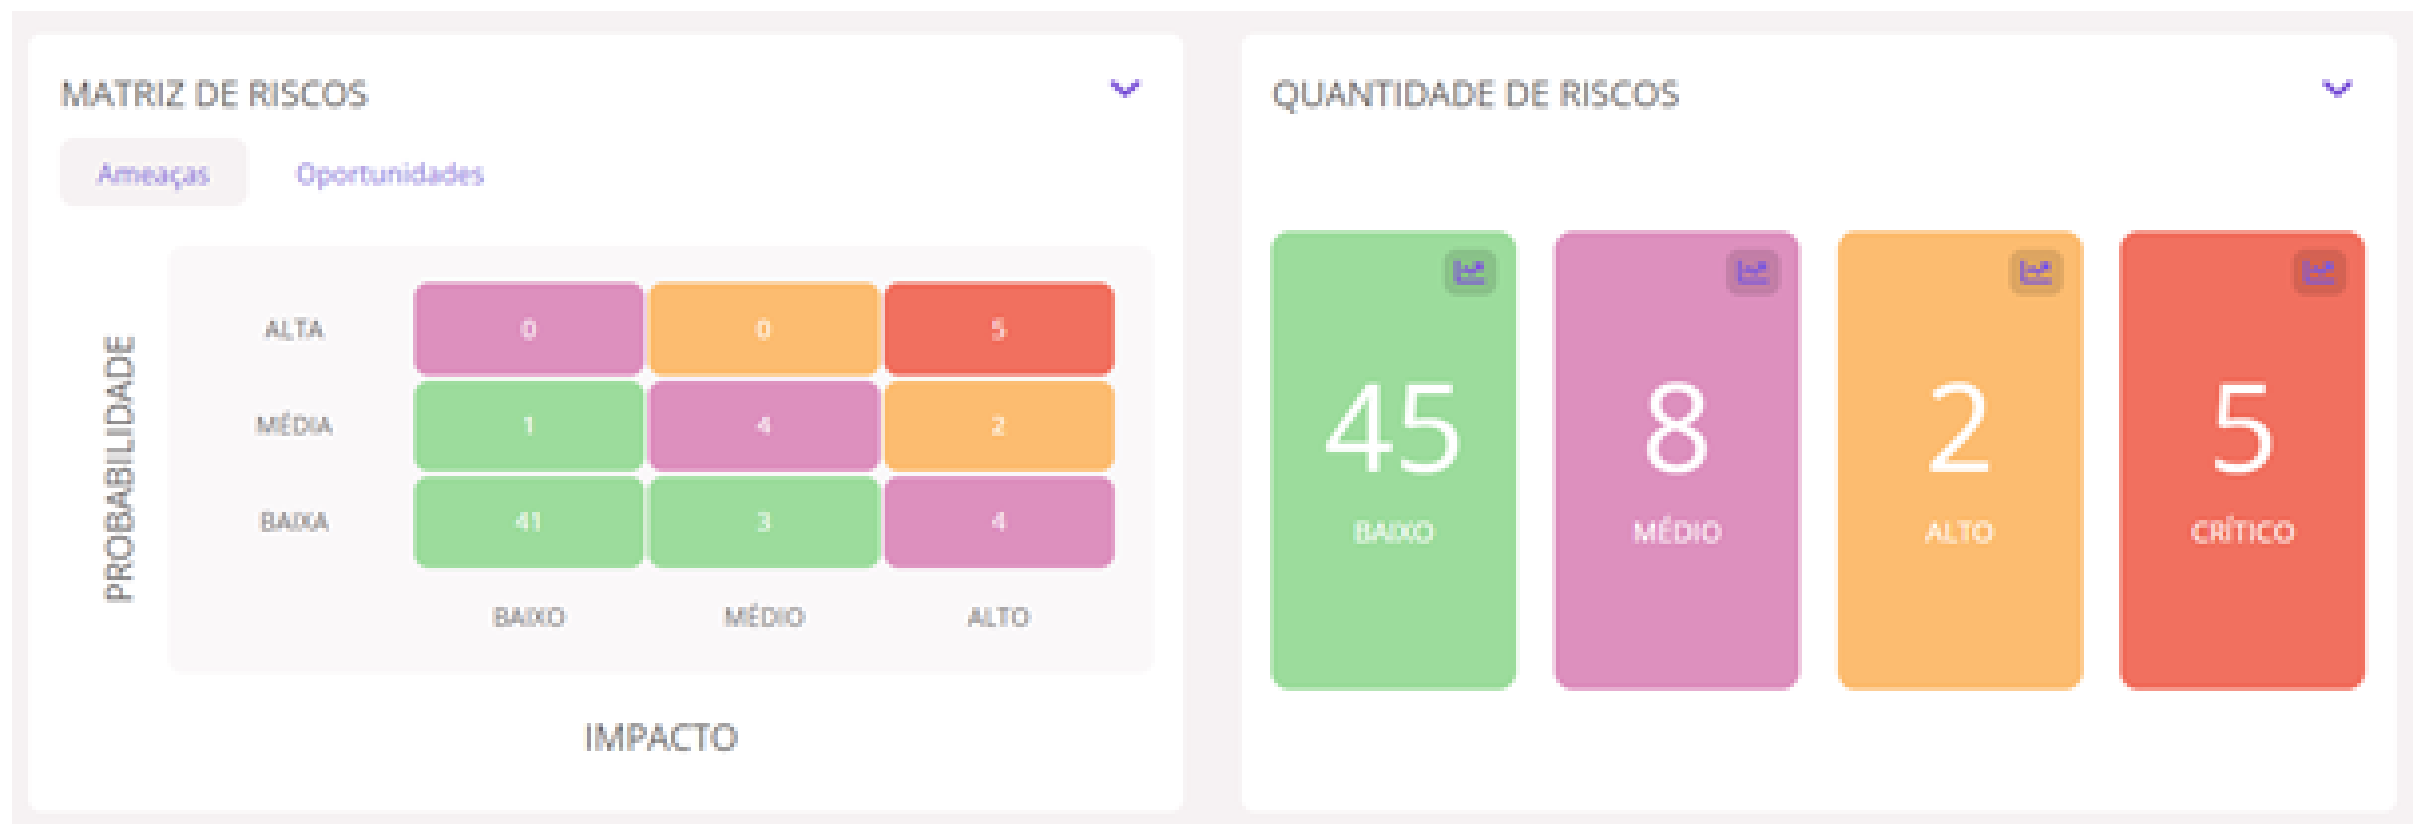 MATRIZ DE RISCOS
Ameaças Oportunidades
PROBABILIDADE
ALTA 0 0 5
MÉDIA 1 4 2
BAIXA 41 3 4
BAIXO MÉDIO ALTO
IMPACTO
QUANTIDADE DE RISCOS
45 8 2 5
BAIXO MÉDIO ALTO CRÍTICO